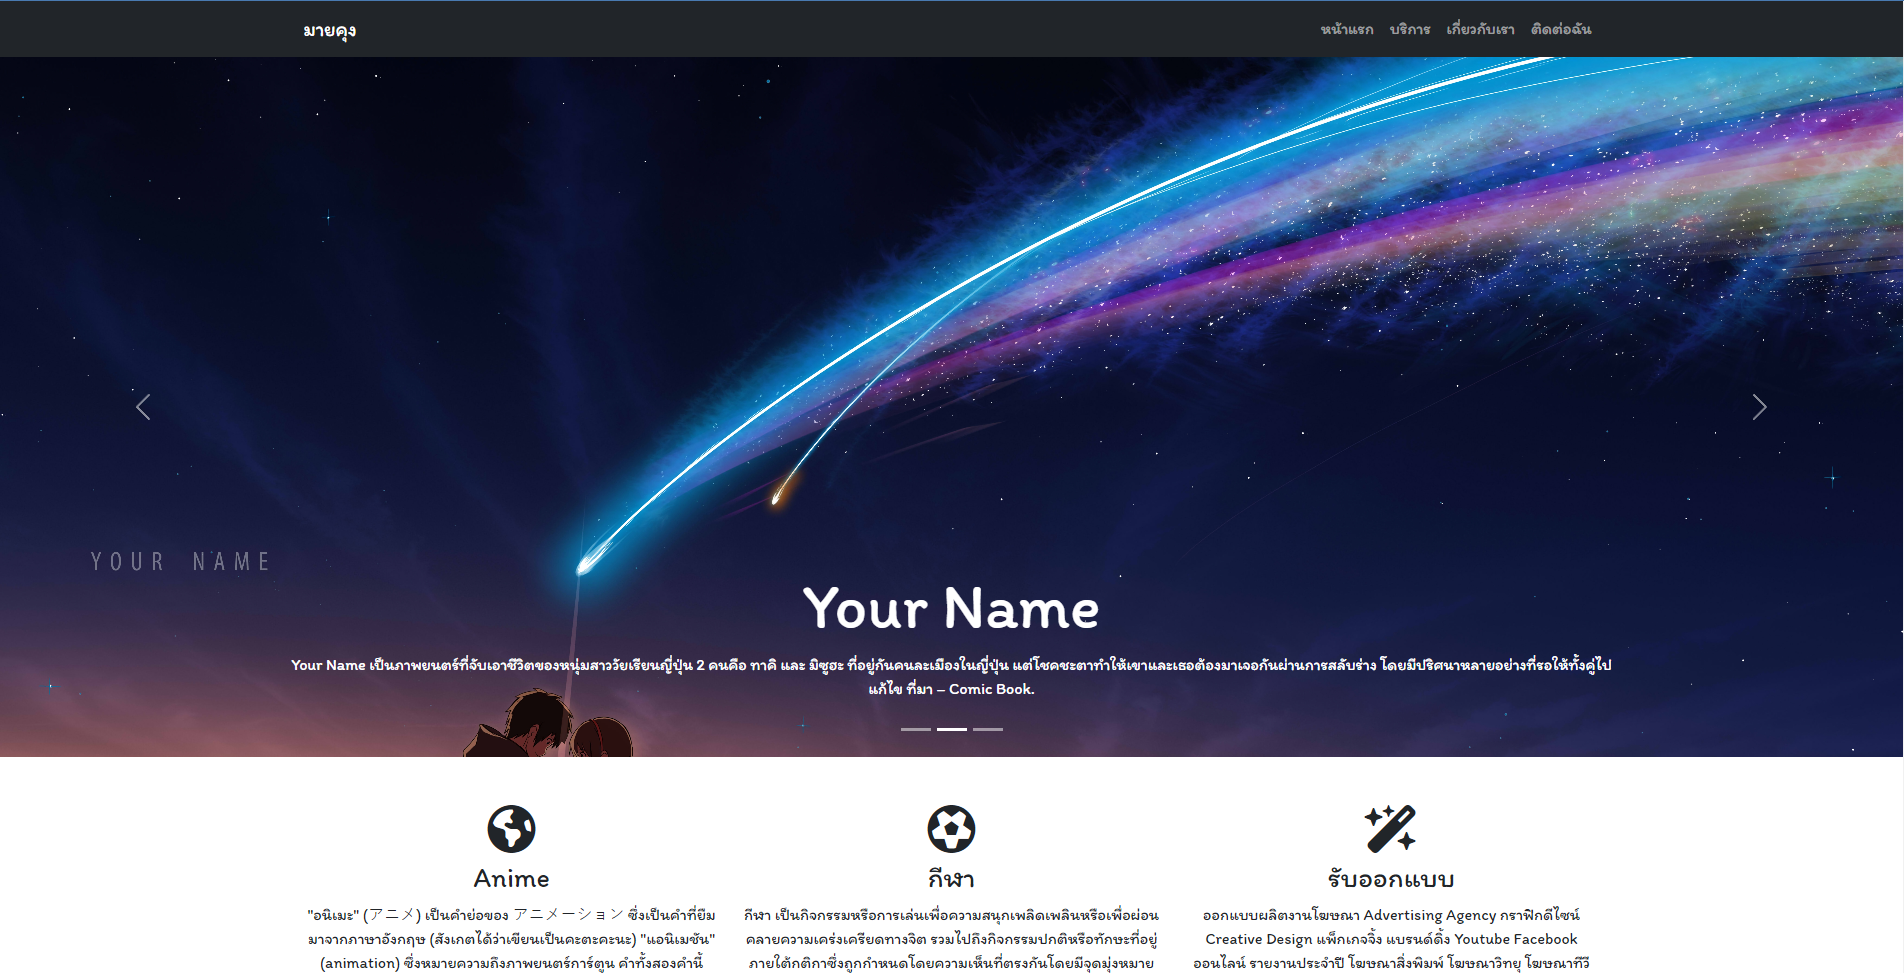 มายคุง
หน้าแรก บริการ เกี่ยวกับเรา ติดต่อฉัน
YOUR NAME
Your Name
Your Name เป็นภาพยนตร์ที่จับเอาชีวิตของหนุ่มสาววัยเรียนญี่ปุ่น 2 คนคือ ทาคิ และ มิซูฮะ ที่อยู่กันคนละเมืองในญี่ปุ่น แต่โชคชะตาทำให้เขาและเธอต้องมาเจอกันผ่านการสลับร่าง โดยมีปริศนาหลายอย่างที่รอให้ทั้งคู่ไป
แก้ไข ที่มา – Comic Book.
Anime
"อนิเมะ" (アニメ) เป็นคำย่อของ アニメーション ซึ่งเป็นคำที่ยืม
มาจากภาษาอังกฤษ (สังเกตได้ว่าเขียนเป็นคะตะคะนะ) "แอนิเมชัน"
(animation) ซึ่งหมายความถึงภาพยนตร์การ์ตูน คำทั้งสองคำนี้
กีฬา
กีฬา เป็นกิจกรรมหรือการเล่นเพื่อความสนุกเพลิดเพลินหรือเพื่อผ่อน
คลายความเคร่งเครียดทางจิต รวมไปถึงกิจกรรมปกติหรือทักษะที่อยู่
ภายใต้กติกาซึ่งถูกกำหนดโดยความเห็นที่ตรงกันโดยมีจุดมุ่งหมาย
รับออกแบบ
ออกแบบผลิตงานโฆษณา Advertising Agency กราฟิกดีไซน์
Creative Design แพ็กเกจจิ้ง แบรนด์ดิ้ง Youtube Facebook
ออนไลน์ รายงานประจำปี โฆษณาสิ่งพิมพ์ โฆษณาวิทยุ โฆษณาทีวี